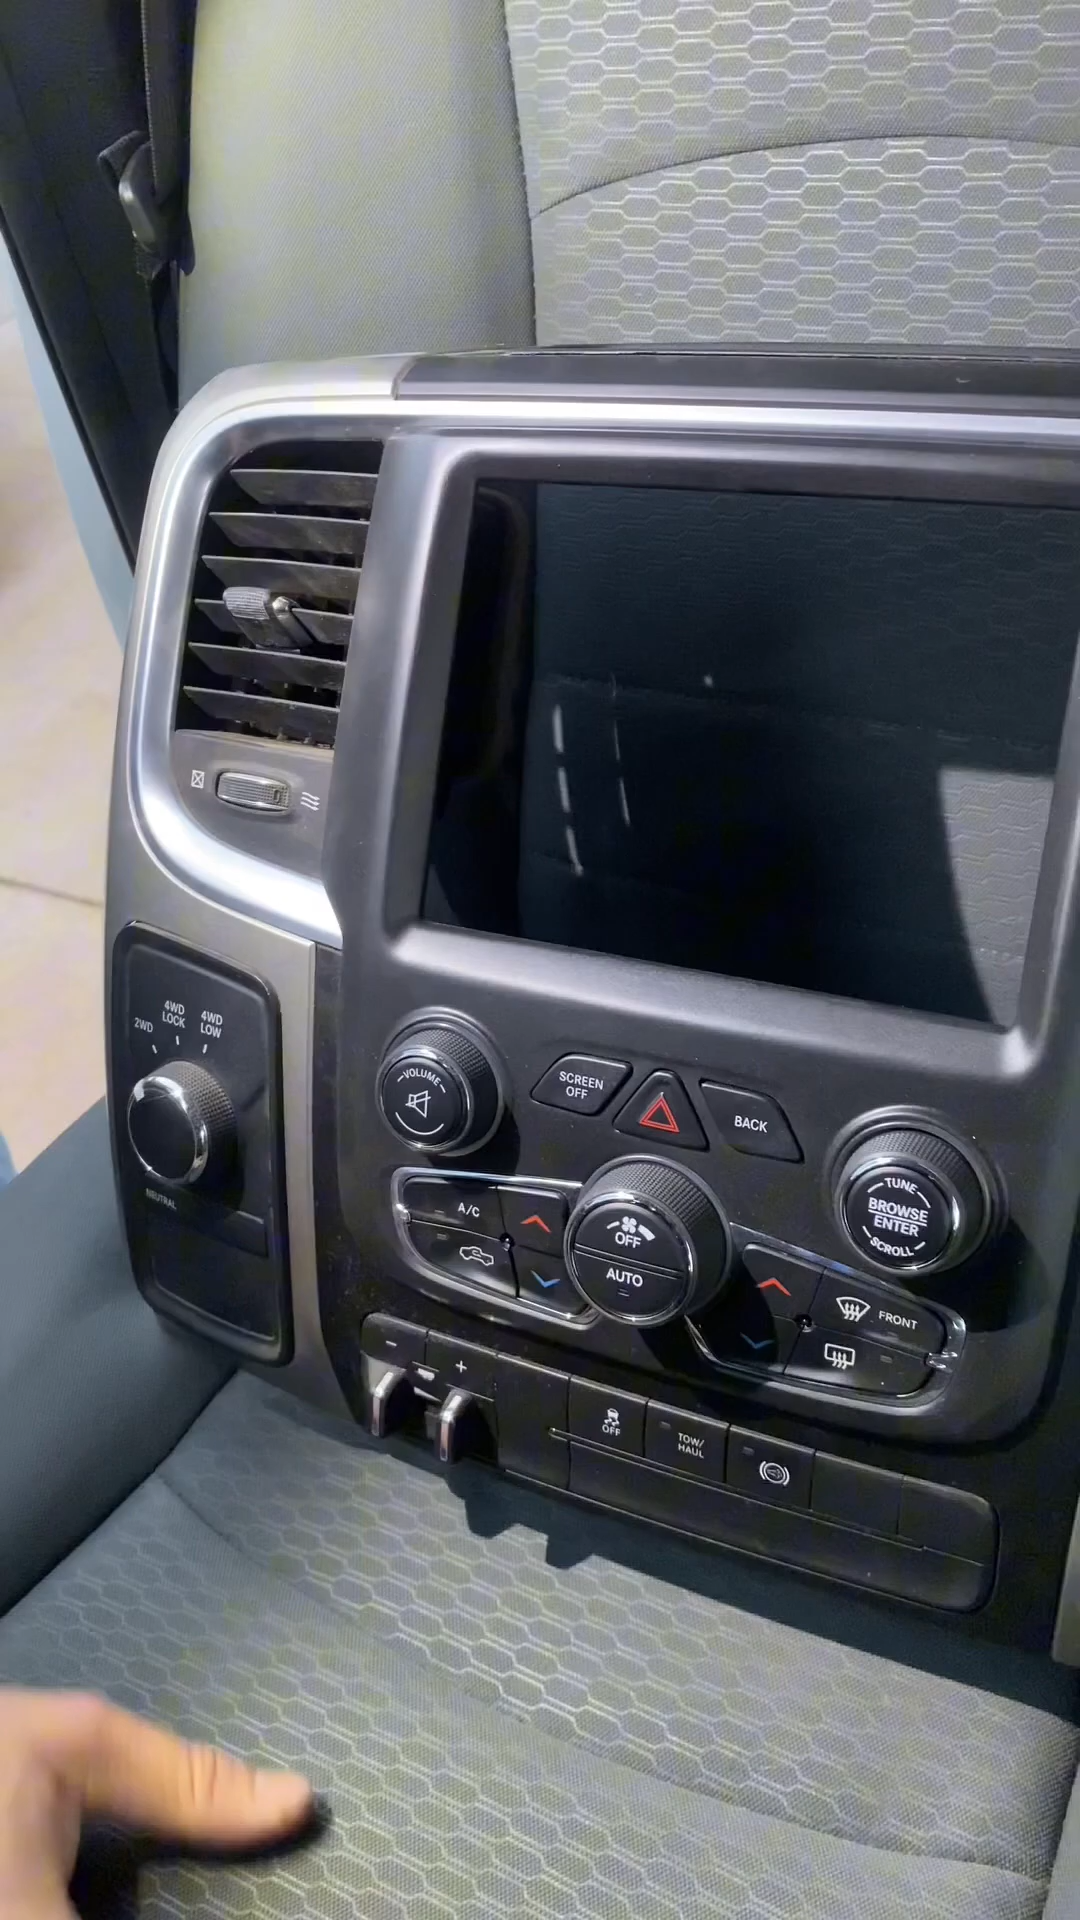 2WD
4WD
LOCK
4WD
LOW
NEUTRAL
VOLUME
SCREEN
OFF
BACK
TUNE
BROWSE
ENTER
SCROLL
A/C
OFF
AUTO
FRONT
- +
OFF
TOW/
HAUL